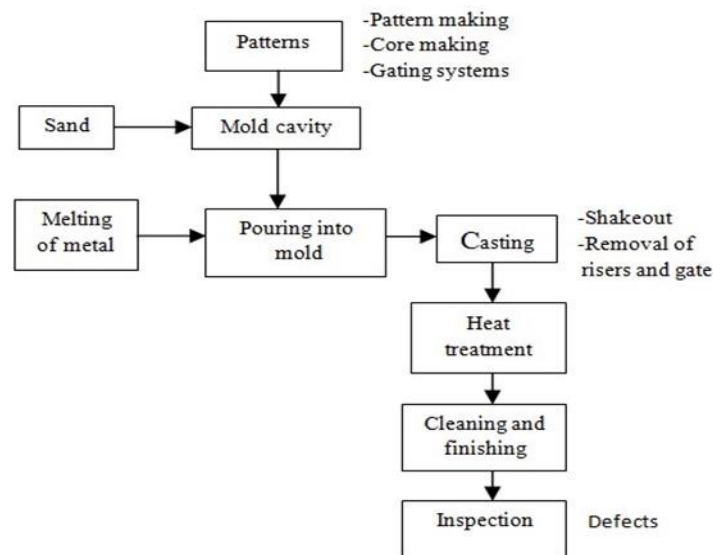 Patterns
-Pattern making
-Core making
-Gating systems
Sand
Mold cavity
Melting
of metal
Pouring into
mold
Casting
-Shakeout
-Removal of
risers and gate
Heat
treatment
Cleaning and
finishing
Inspection
Defects